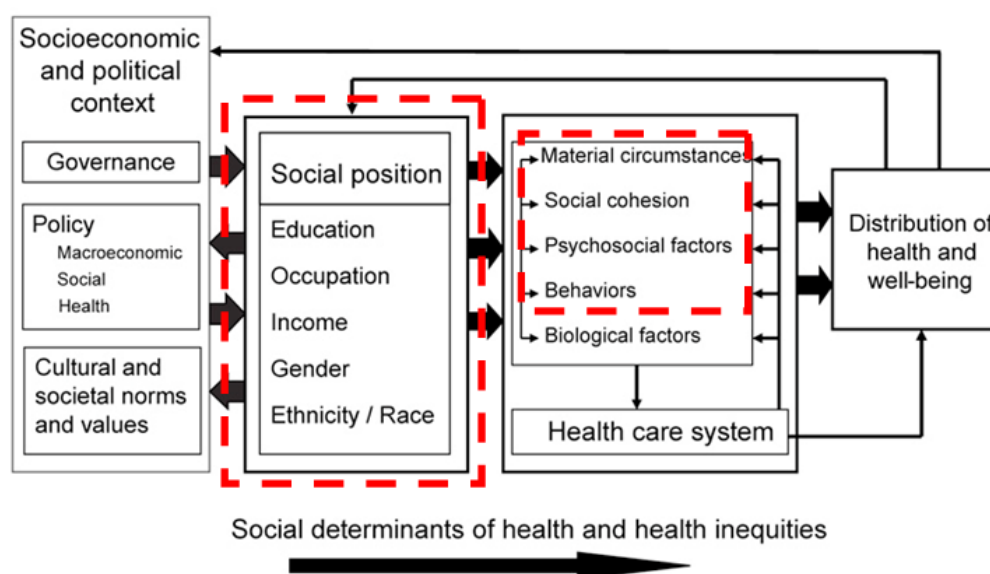 Socioeconomic
and political
context
Governance
Policy
Macroeconomic
Social
Health
Cultural and
societal norms
and values
Social position
Education
Occupation
Income
Gender
Ethnicity / Race
Material circumstances
Social cohesion
Psychosocial factors
Behaviors
Biological factors
Health care system
Distribution of
health and
well-being
Social determinants of health and health inequities